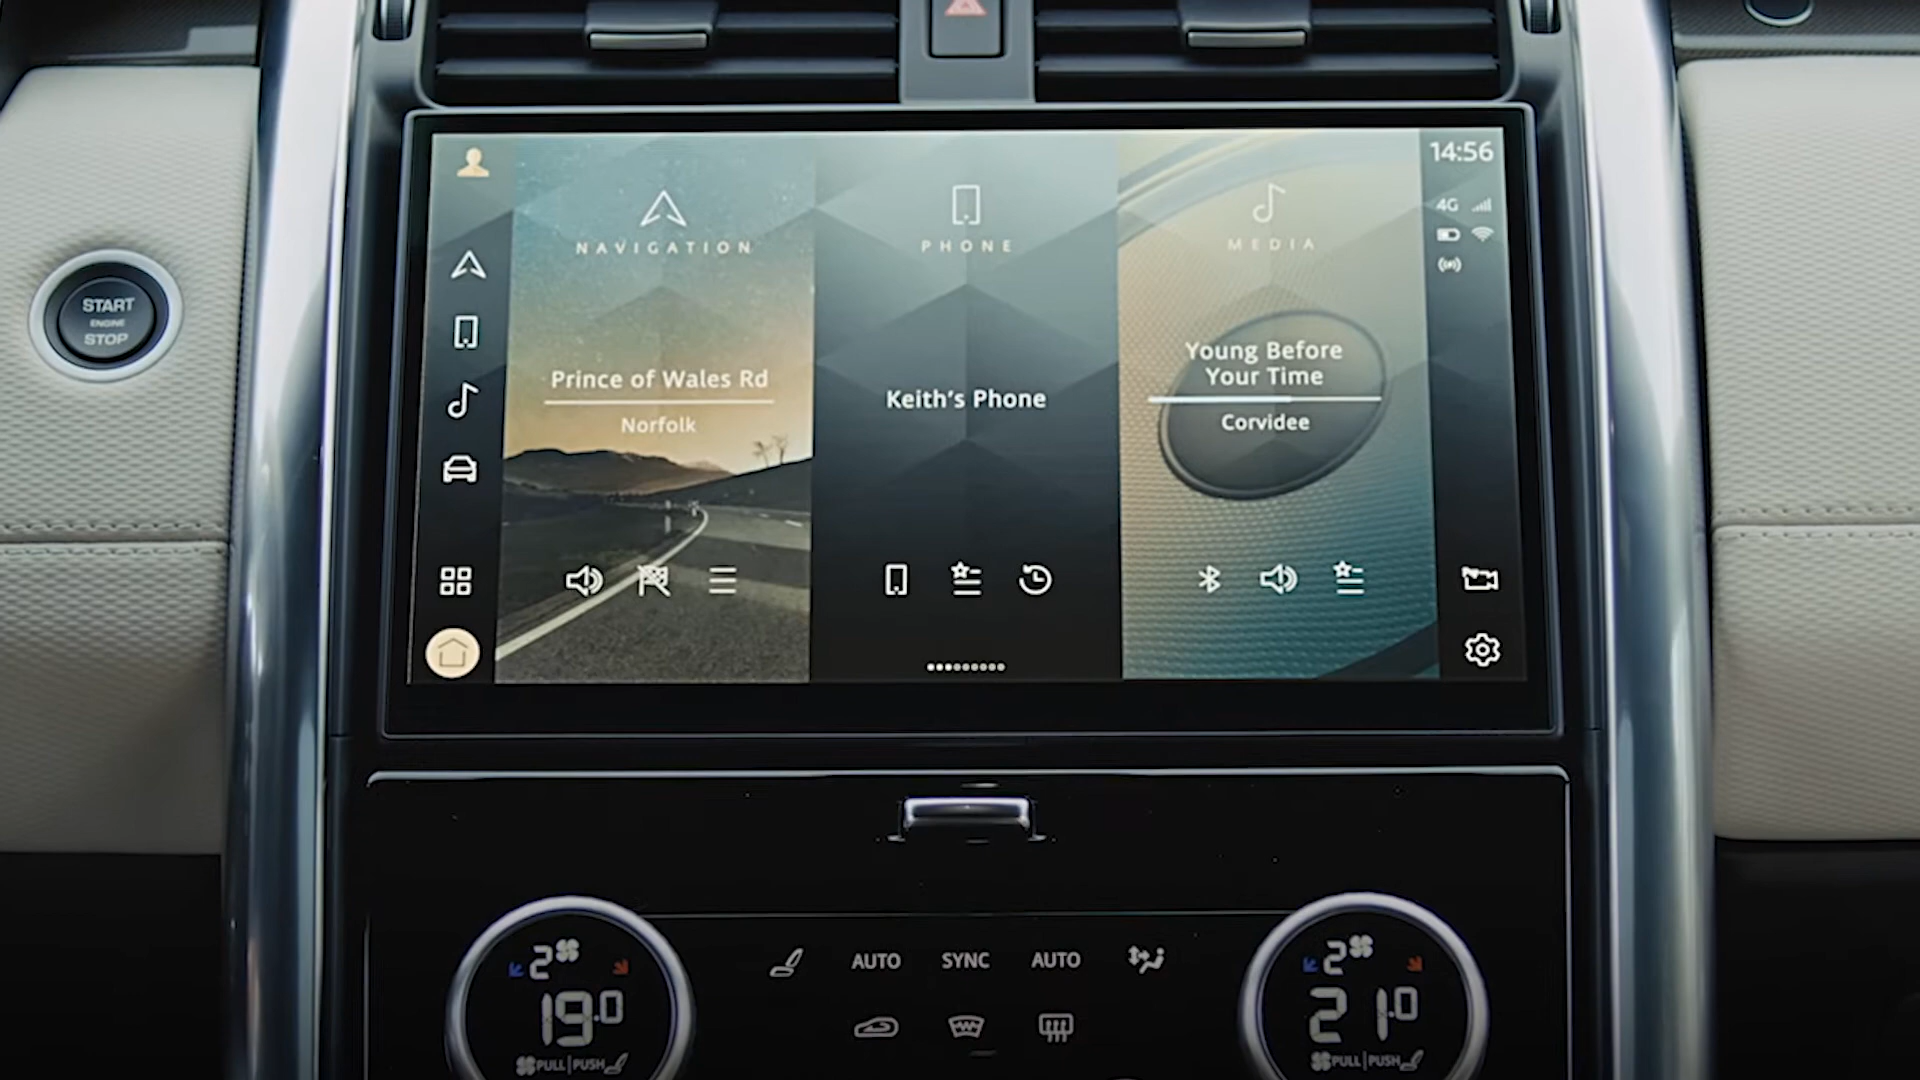 START
ENGINE
STOP
14:56
4G
NAVIGATION
Prince of Wales Rd
Norfolk
PHONE
Keith's Phone
MEDIA
Young Before
Your Time
Corvidee
2
19.0
PULL|PUSH
AUTO SYNC AUTO
2
21.0
PULL|PUSH